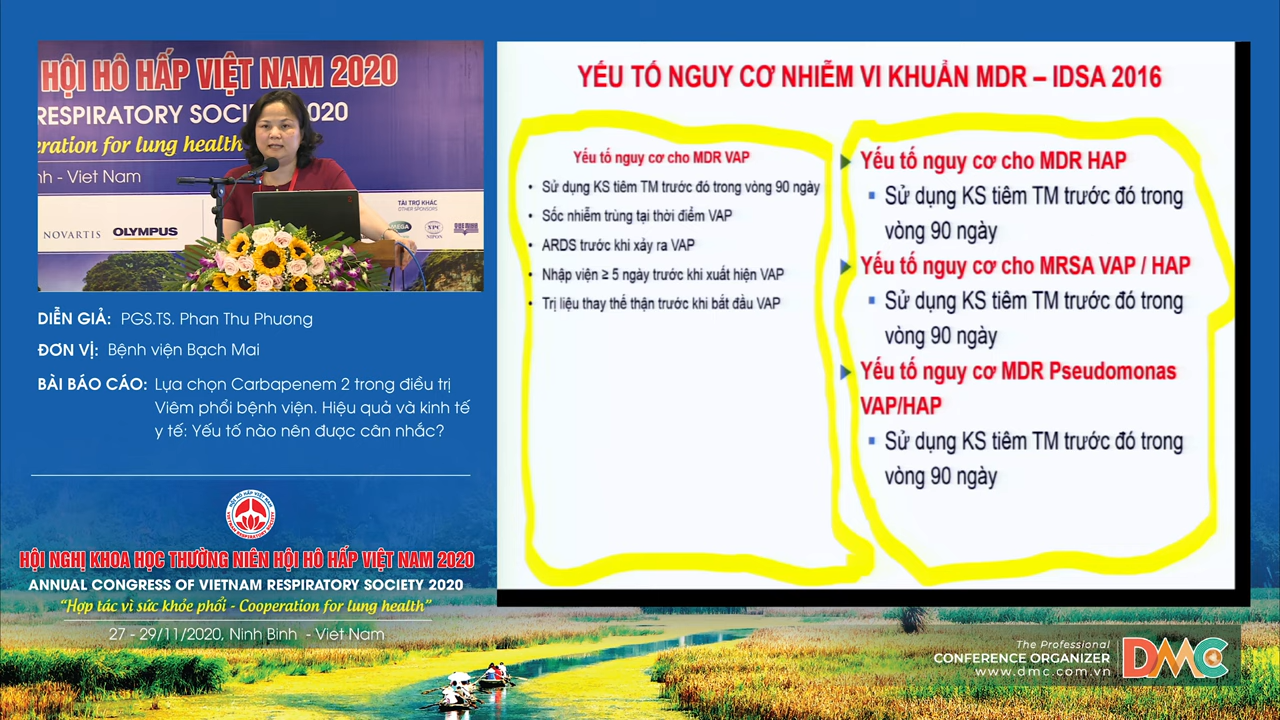 HỘI HÔ HẤP VIỆT NAM 2020
RESPIRATORY SOCI 2020
eration for lung health
nh - Viet Nam
NOVARTIS
OLYMPUS
TÀI TRỢ KHÁC
OTHER SPONSORS
DIỄN GIẢ: PGS.TS. Phan Thu Phương
ĐƠN VỊ: Bệnh viện Bạch Mai
BÀI BÁO CÁO: Lựa chọn Carbapenem 2 trong điều trị
Viêm phổi bệnh viện. Hiệu quả và kinh tế
y tế: Yếu tố nào nên được cân nhắc?
HỘI NGHỊ KHOA HỌC THƯỜNG NIÊN HỘI HÔ HẤP VIỆT NAM 2020
ANNUAL CONGRESS OF VIETNAM RESPIRATORY SOCIETY 2020
“Hợp tác vì sức khỏe phổi - Cooperation for lung health”
27 - 29/11/2020, Ninh Bình - Việt Nam
YẾU TỐ NGUY CƠ NHIỄM VI KHUẨN MDR – IDSA 2016
Yếu tố nguy cơ cho MDR VAP
• Sử dụng KS tiêm TM trước đó trong vòng 90 ngày
• Sốc nhiễm trùng tại thời điểm VAP
• ARDS trước khi xảy ra VAP
• Nhập viện ≥ 5 ngày trước khi xuất hiện VAP
• Trị liệu thay thế thận trước khi bắt đầu VAP
Yếu tố nguy cơ cho MDR HAP
Sử dụng KS tiêm TM trước đó trong
vòng 90 ngày
Yếu tố nguy cơ cho MRSA VAP / HAP
Sử dụng KS tiêm TM trước đó trong
vòng 90 ngày
Yếu tố nguy cơ MDR Pseudomonas
VAP/HAP
Sử dụng KS tiêm TM trước đó trong
vòng 90 ngày
The Professional
CONFERENCE ORGANIZER
www.dmc.com.vn
DMC